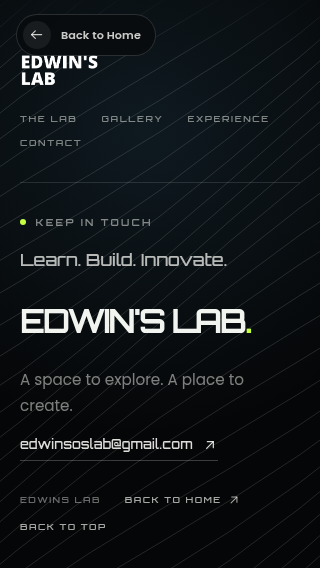 Back to Home
EDWIN'S
LAB
THE LAB GALLERY EXPERIENCE
CONTACT
KEEP IN TOUCH
Learn. Build. Innovate.
EDWIN'S LAB.
A space to explore. A place to
create.
edwinsoslab@gmail.com ↗
EDWINS LAB BACK TO HOME ↗
BACK TO TOP